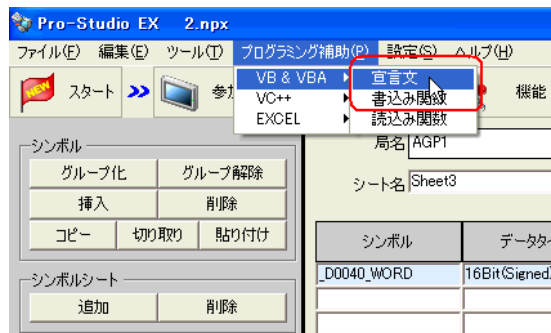 Pro-Studio EX 2.npx
ファイル(F) 編集(E) ツール(T) プログラミング補助(P) 設定(S) ヘルプ(H)
NEW スタート
機能
VB & VBA
VC++
EXCEL
宣言文
書込み関数
読込み関数
シンボル
グループ化 グループ解除
挿入 削除
コピー 切り取り 貼り付け
シンボルシート
追加 削除
局名 AGP1
シート名 Sheet3
シンボル
_D0040_WORD 16Bit(Signed)